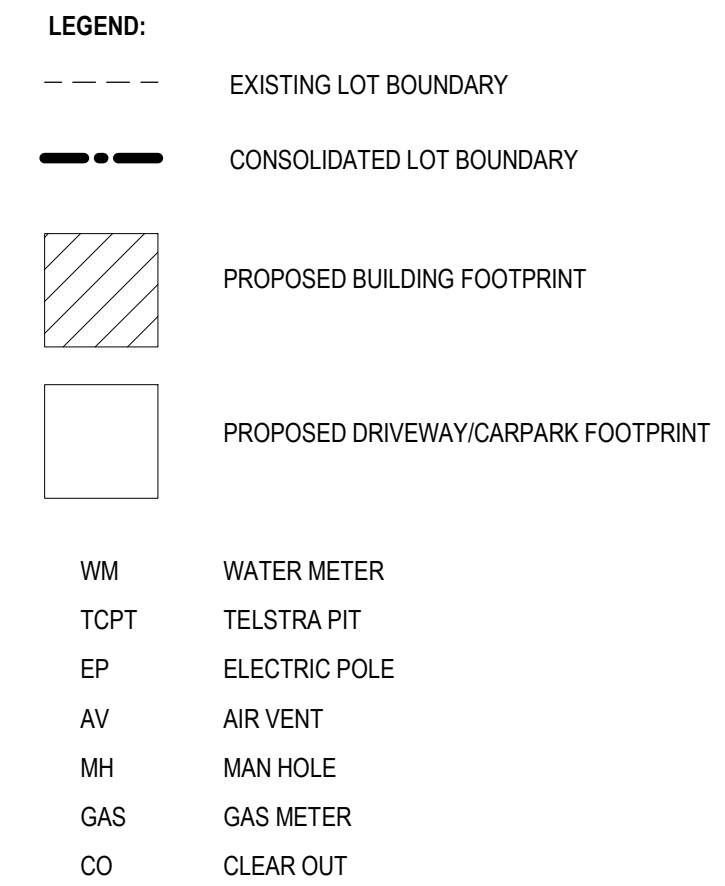 LEGEND:
EXISTING LOT BOUNDARY
CONSOLIDATED LOT BOUNDARY
PROPOSED BUILDING FOOTPRINT
PROPOSED DRIVEWAY/CARPARK FOOTPRINT
WM WATER METER
TCPT TELSTRA PIT
EP ELECTRIC POLE
AV AIR VENT
MH MAN HOLE
GAS GAS METER
CO CLEAR OUT